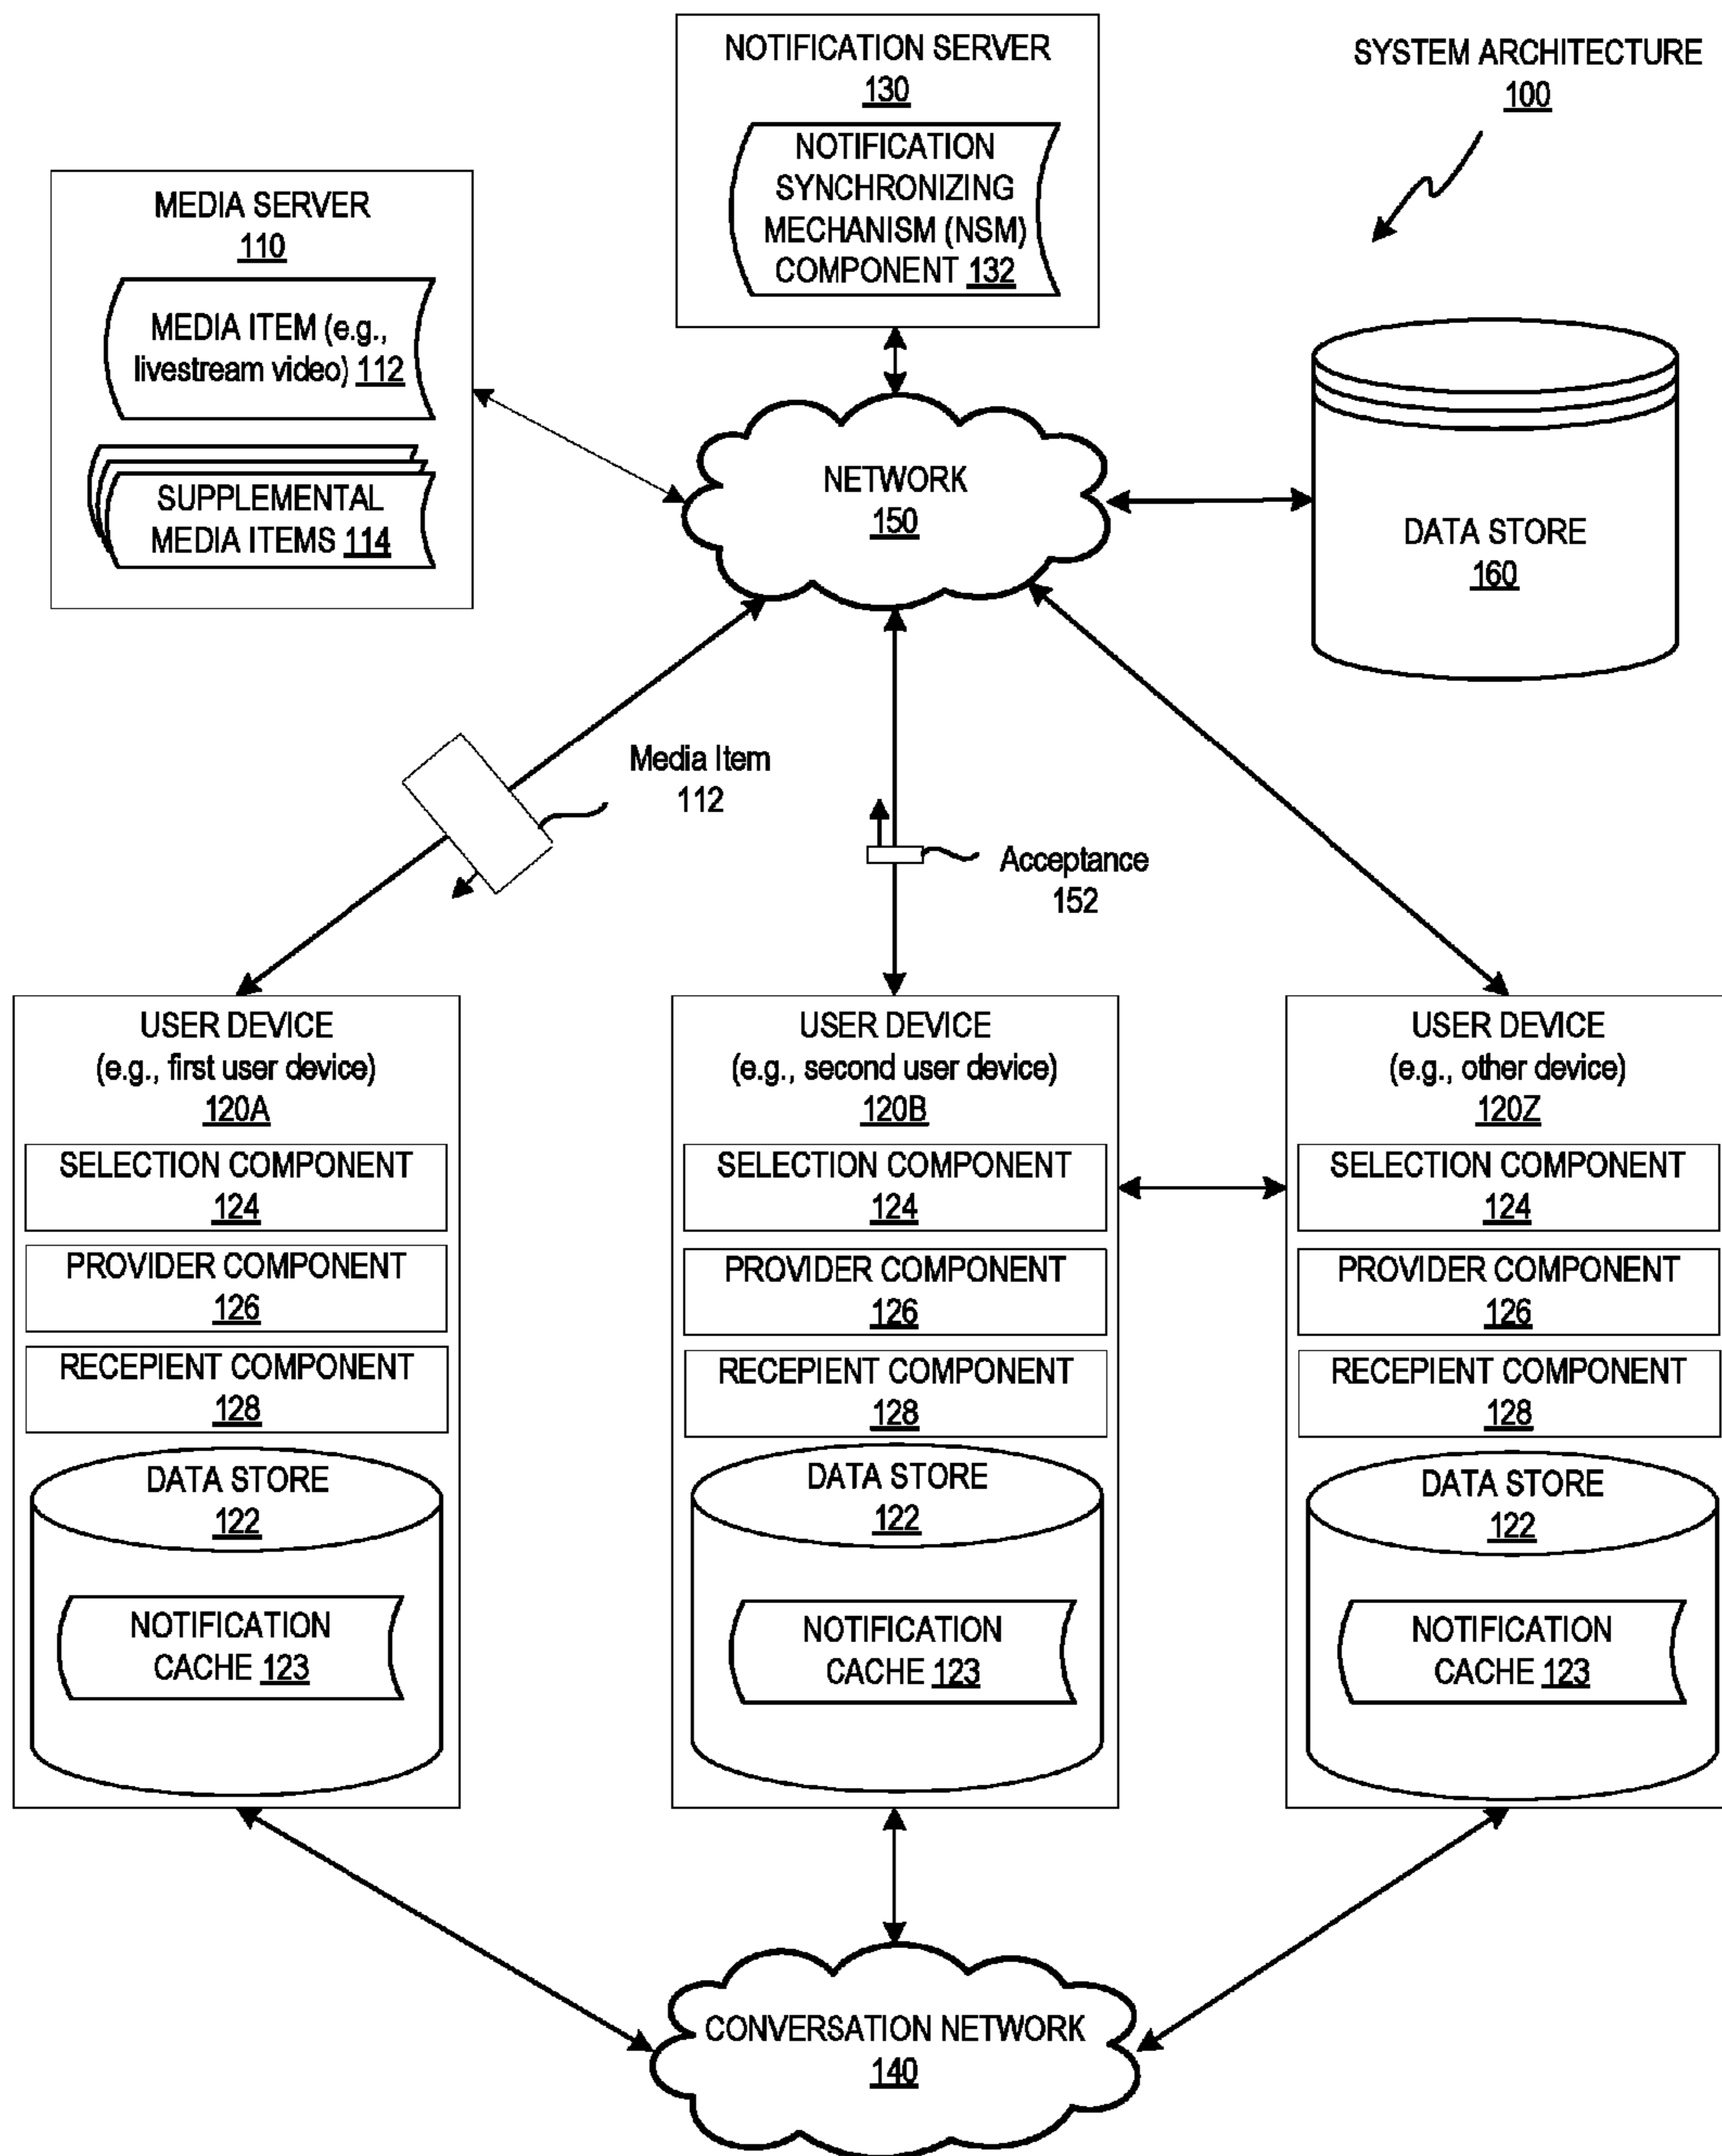 NOTIFICATION SERVER
130
NOTIFICATION
SYNCHRONIZING
MECHANISM (NSM)
COMPONENT 132
SYSTEM ARCHITECTURE
100
MEDIA SERVER
110
MEDIA ITEM (e.g.,
livestream video) 112
SUPPLEMENTAL
MEDIA ITEMS 114
NETWORK
150
DATA STORE
160
Media Item
112
Acceptance
152
USER DEVICE
(e.g., first user device)
120A
SELECTION COMPONENT
124
PROVIDER COMPONENT
126
RECEPIENT COMPONENT
128
DATA STORE
122
NOTIFICATION
CACHE 123
USER DEVICE
(e.g., second user device)
120B
SELECTION COMPONENT
124
PROVIDER COMPONENT
126
RECEPIENT COMPONENT
128
DATA STORE
122
NOTIFICATION
CACHE 123
USER DEVICE
(e.g., other device)
120Z
SELECTION COMPONENT
124
PROVIDER COMPONENT
126
RECEPIENT COMPONENT
128
DATA STORE
122
NOTIFICATION
CACHE 123
CONVERSATION NETWORK
140